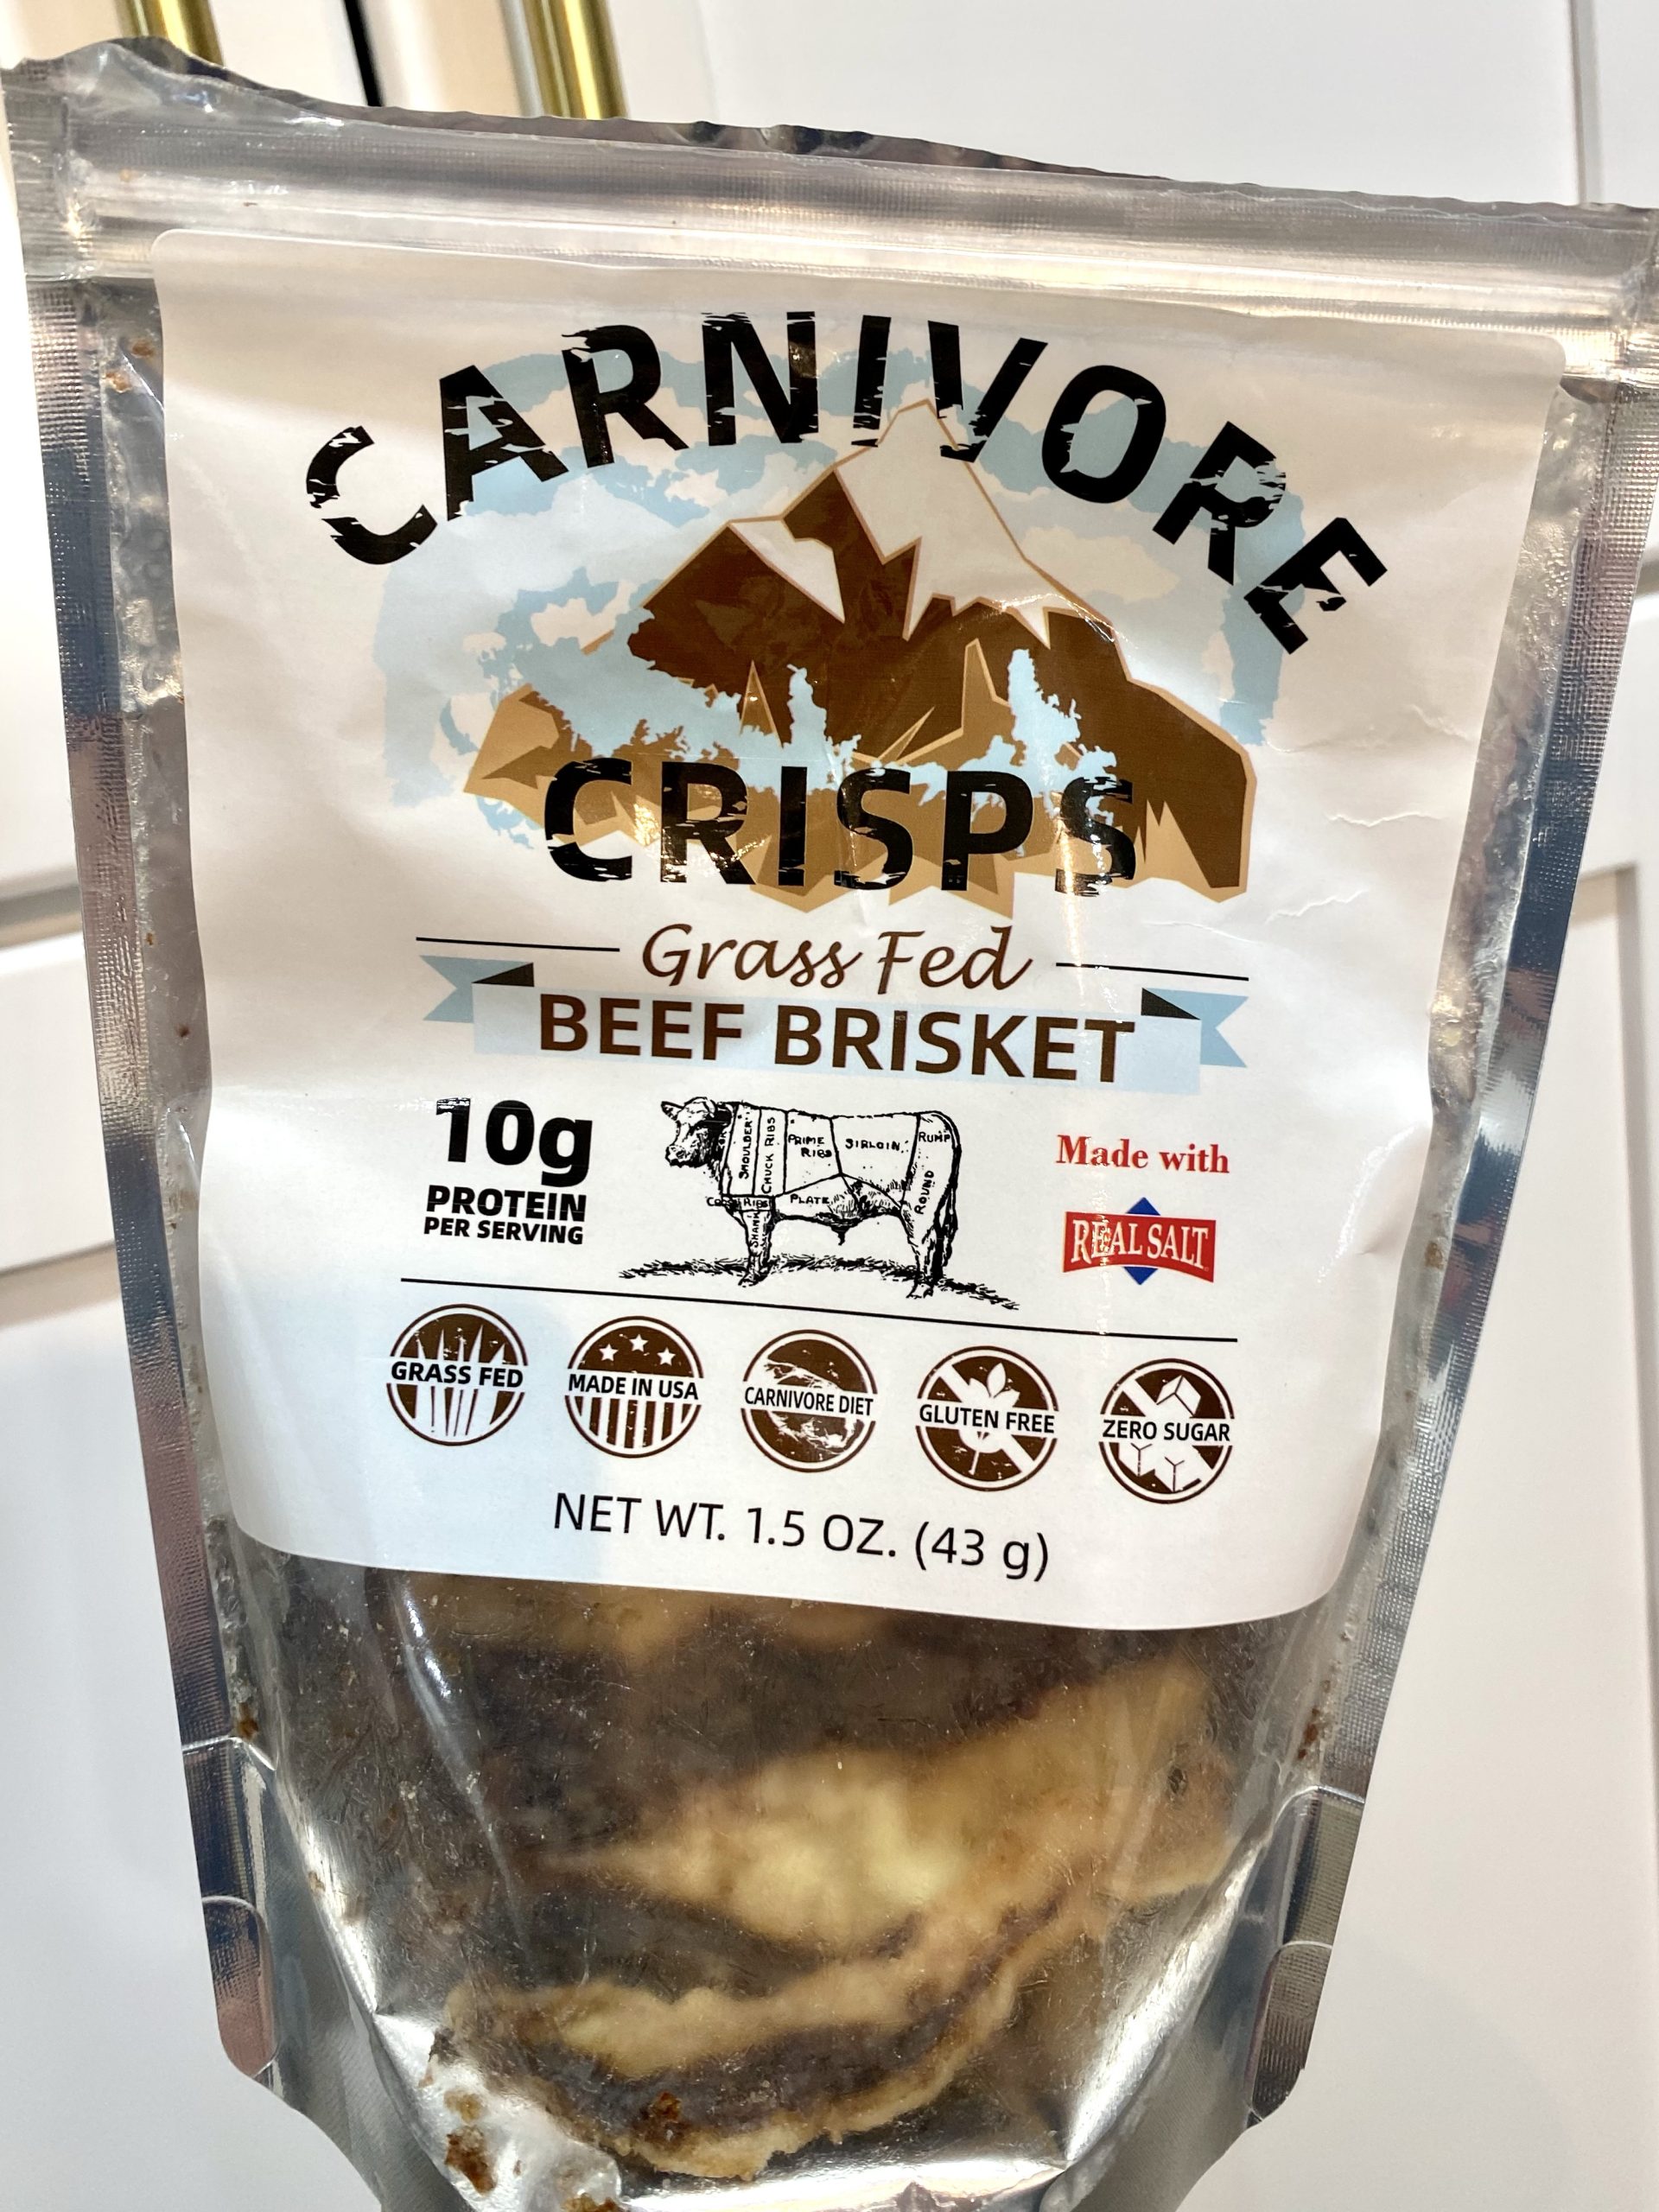 CARNIVORE
CRISPS
Grass Fed
BEEF BRISKET
10g
PROTEIN
PER SERVING
SHOULDER
CHUCK RIBS
PRIME
RIBS
SIRLOIN
RUMP
ROUND
PLATE
SHANK
Made with
REAL SALT
GRASS FED
MADE IN USA
CARNIVORE DIET
GLUTEN FREE
ZERO SUGAR
NET WT. 1.5 OZ. (43 g)